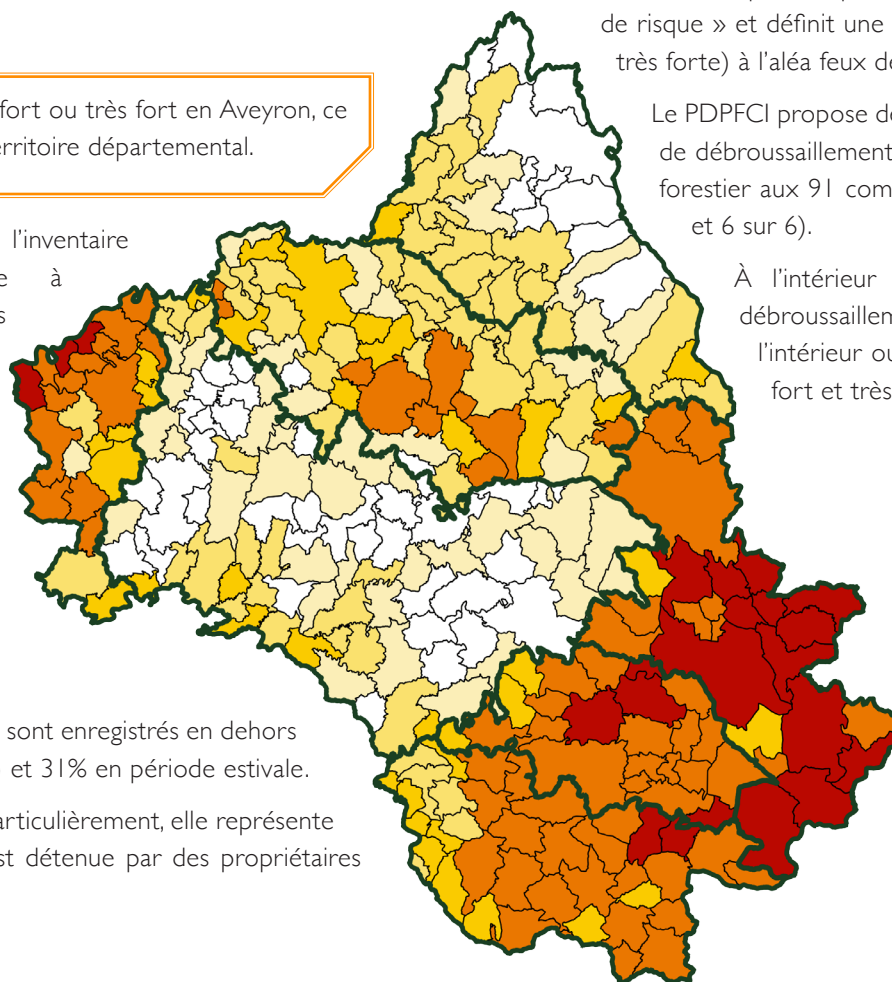 de risque » et définit une
très forte) à l'aléa feux de
fort ou très fort en Aveyron, ce
erritoire départemental.
Le PDPFCI propose de
de débroussaillement
forestier aux 91 com
et 6 sur 6).
l'inventaire
e à
s
À l'intérieur
débroussaillem
l'intérieur ou
fort et très
sont enregistrés en dehors
et 31% en période estivale.
articulièrement, elle représente
st détenue par des propriétaires